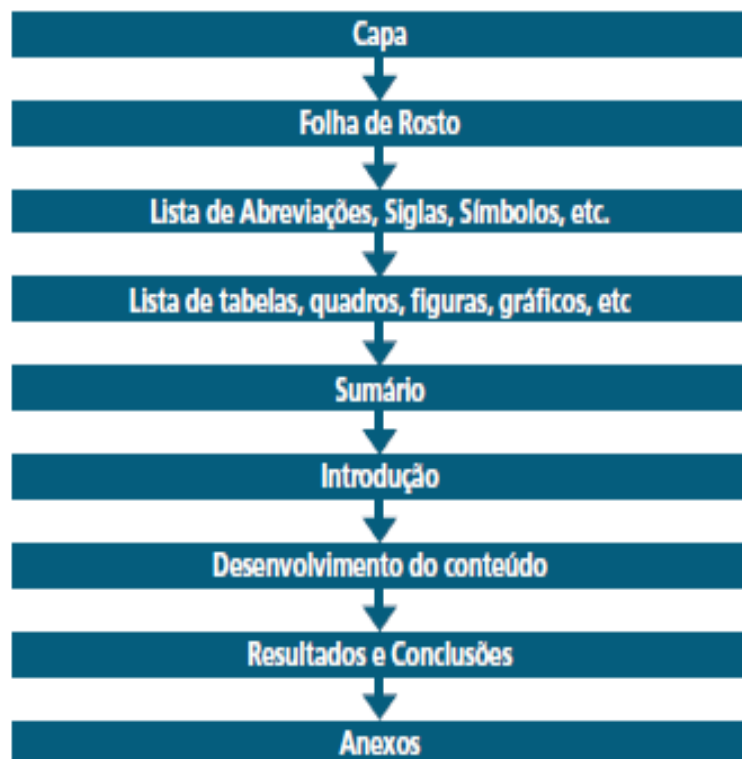 Capa
Folha de Rosto
Lista de Abreviações, Siglas, Símbolos, etc.
Lista de tabelas, quadros, figuras, gráficos, etc
Sumário
Introdução
Desenvolvimento do conteúdo
Resultados e Conclusões
Anexos